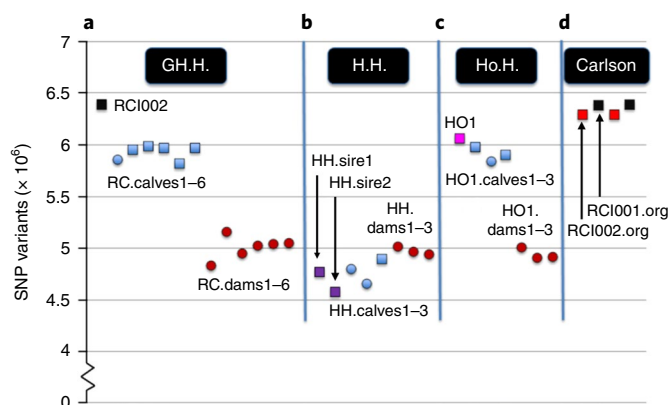 a b c d
7
GH.H. H.H. Ho.H. Carlson
6.5
RCI002
HO1
6
RC.calves1–6
HH.sire1
HH.sire2
HO1.calves1–3
5.5
HH.
dams1–3
HO1.
dams1–3
RCI001.org
RCI002.org
5
RC.dams1–6
4.5
HH.calves1–3
4
0
SNP variants (× 10⁶)